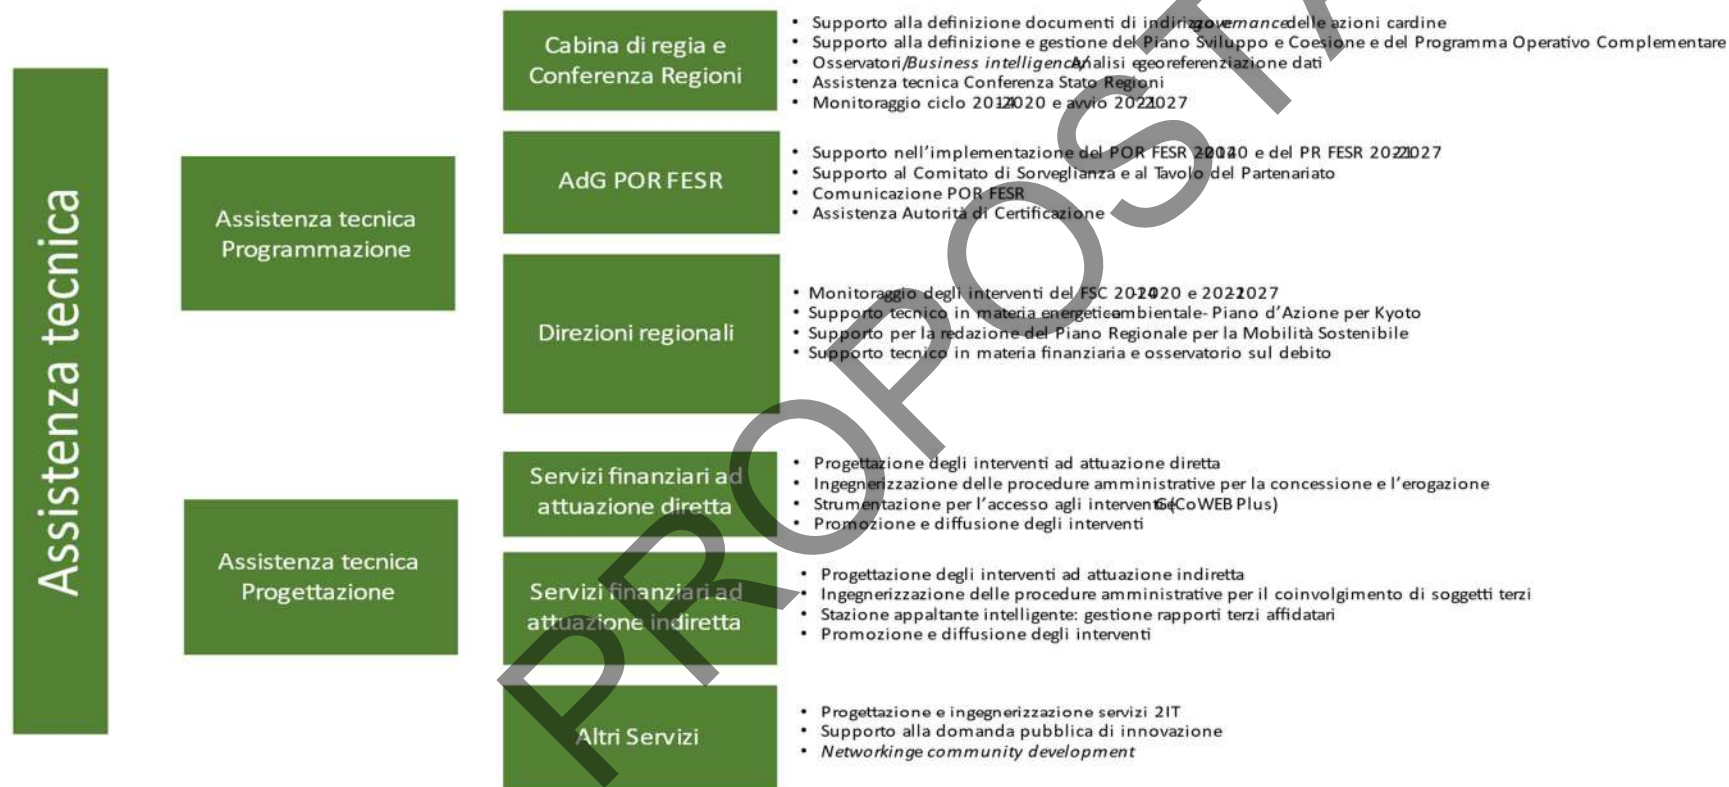 Assistenza tecnica
Assistenza tecnica
Programmazione
Cabina di regia e
Conferenza Regioni
• Supporto alla definizione documenti di indirizzo e governance delle azioni cardine
• Supporto alla definizione e gestione del Piano Sviluppo e Coesione e del Programma Operativo Complementare
• Osservatori/Business intelligence/Analisi e georeferenziazione dati
• Assistenza tecnica Conferenza Stato Regioni
• Monitoraggio ciclo 2014-2020 e avvio 2021-2027
AdG POR FESR
• Supporto nell’implementazione del POR FESR 2014-2020 e del PR FESR 2021-2027
• Supporto al Comitato di Sorveglianza e al Tavolo del Partenariato
• Comunicazione POR FESR
• Assistenza Autorità di Certificazione
Direzioni regionali
• Monitoraggio degli interventi del FSC 2014-2020 e 2021-2027
• Supporto tecnico in materia energetico-ambientale- Piano d’Azione per Kyoto
• Supporto per la redazione del Piano Regionale per la Mobilità Sostenibile
• Supporto tecnico in materia finanziaria e osservatorio sul debito
Assistenza tecnica
Progettazione
Servizi finanziari ad
attuazione diretta
• Progettazione degli interventi ad attuazione diretta
• Ingegnerizzazione delle procedure amministrative per la concessione e l’erogazione
• Strumentazione per l’accesso agli interventi (GeCoWEB Plus)
• Promozione e diffusione degli interventi
Servizi finanziari ad
attuazione indiretta
• Progettazione degli interventi ad attuazione indiretta
• Ingegnerizzazione delle procedure amministrative per il coinvolgimento di soggetti terzi
• Stazione appaltante intelligente: gestione rapporti terzi affidatari
• Promozione e diffusione degli interventi
Altri Servizi
• Progettazione e ingegnerizzazione servizi 2IT
• Supporto alla domanda pubblica di innovazione
• Networking e community development
PROPOSTA